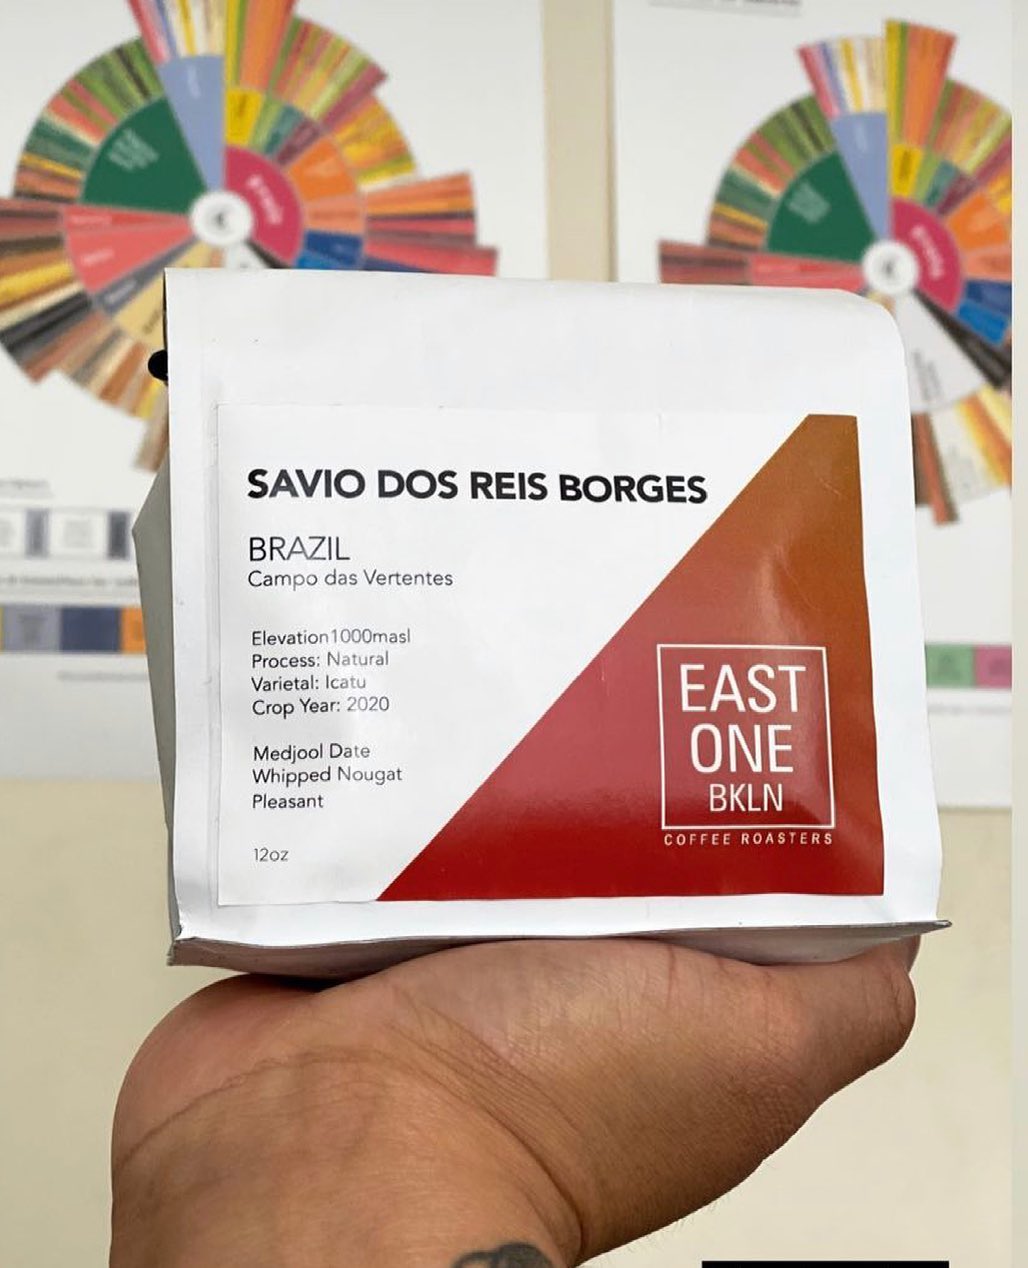 SAVIO DOS REIS BORGES
BRAZIL
Campo das Vertentes
Elevation1000masl
Process: Natural
Varietal: Icatu
Crop Year: 2020
Medjool Date
Whipped Nougat
Pleasant
12oz
EAST
ONE
BKLN
COFFEE ROASTERS